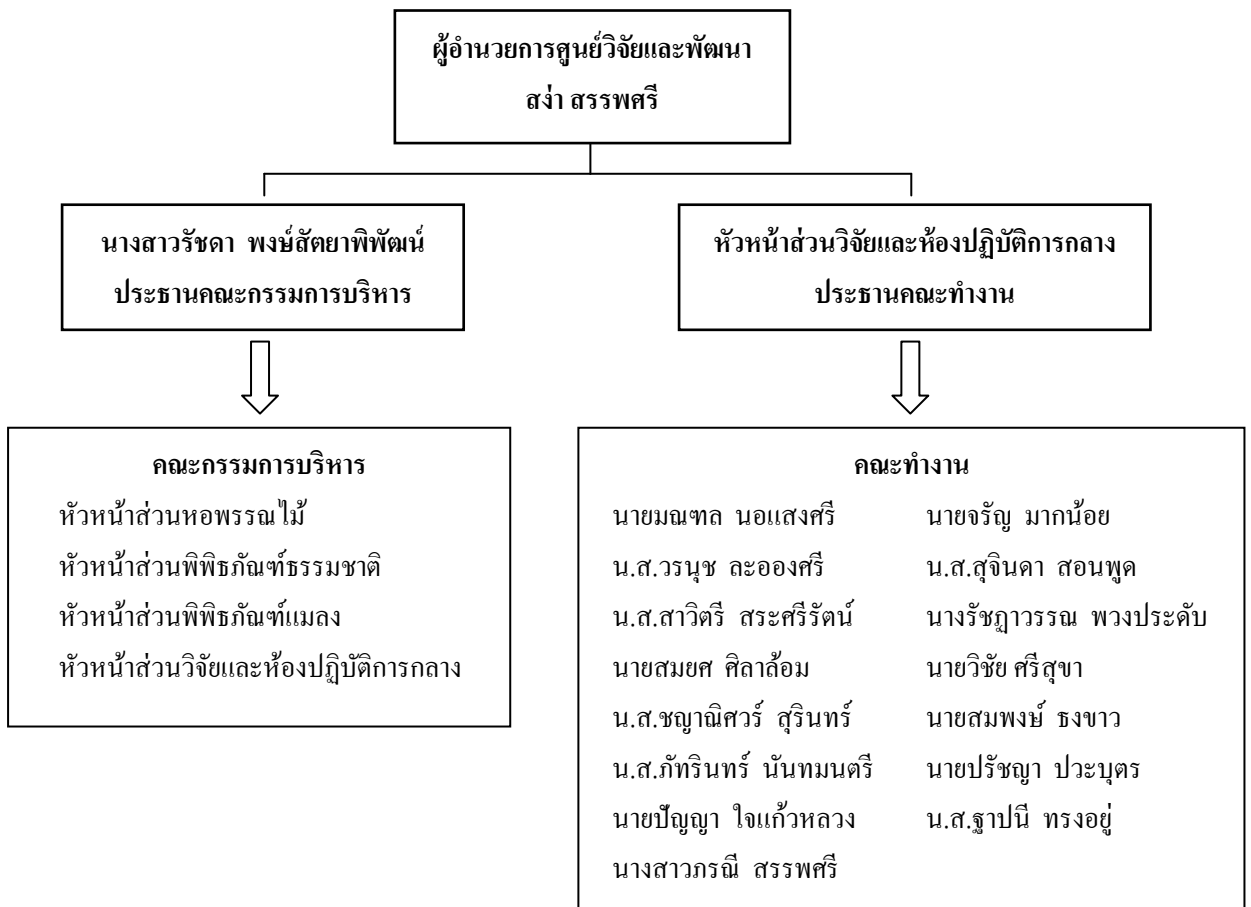 ผู้อำนวยการศูนย์วิจัยและพัฒนา
สง่า สรรพศรี
นางสาวรัชดา พงษ์สัตยาพิพัฒน์
ประธานคณะกรรมการบริหาร
หัวหน้าส่วนวิจัยและห้องปฏิบัติการกลาง
ประธานคณะทำงาน
คณะกรรมการบริหาร
หัวหน้าส่วนหอพรรณไม้
หัวหน้าส่วนพิพิธภัณฑ์ธรรมชาติ
หัวหน้าส่วนพิพิธภัณฑ์แมลง
หัวหน้าส่วนวิจัยและห้องปฏิบัติการกลาง
คณะทำงาน
นายมณฑล นอแสงศรี นายจรัญ มากน้อย
น.ส.วรนุช ละอองศรี น.ส.สุจินดา สอนพูด
น.ส.สาวิตรี สระศรีรัตน์ นางรัชฎาวรรณ พวงประดับ
นายสมยศ ศิลาล้อม นายวิชัย ศรีสุขา
น.ส.ชญาณิศวร์ สุรินทร์ นายสมพงษ์ ธงขาว
น.ส.ภัทรินทร์ นันทมนตรี นายปรัชญา ปวะบุตร
นายปัญญา ใจแก้วหลวง น.ส.ฐาปนี ทรงอยู่
นางสาวภรณี สรรพศรี